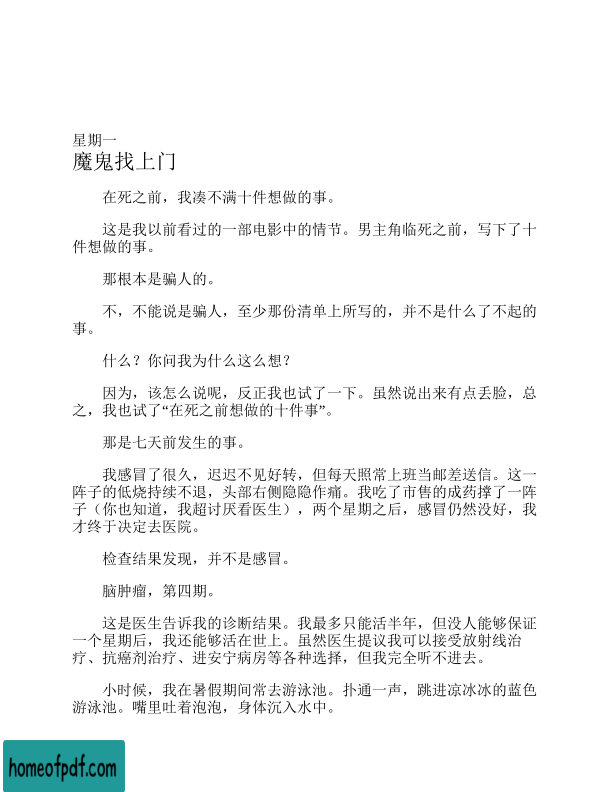 星期一
魔鬼找上门
在死之前，我凑不满十件想做的事。
这是我以前看过的一部电影中的情节。男主角临死之前，写下了十
件想做的事。
那根本是骗人的。
不，不能说是骗人，至少那份清单上所写的，并不是什么了不起的
事。
什么？你问我为什么这么想？
因为，该怎么说呢，反正我也试了一下。虽然说出来有点丢脸，总
之，我也试了“在死之前想做的十件事”。
那是七天前发生的事。
我感冒了很久，迟迟不见好转，但每天照常上班当邮差送信。这一
阵子的低烧持续不退，头部右侧隐隐作痛。我吃了市售的成药撑了一阵
子（你也知道，我超讨厌看医生），两个星期之后，感冒仍然没好，我
才终于决定去医院。
检查结果发现，并不是感冒。
脑肿瘤，第四期。
这是医生告诉我的诊断结果。我最多只能活半年，但没人能够保证
一个星期后，我还能够活在世上。虽然医生提议我可以接受放射线治
疗、抗癌剂治疗、进安宁病房等各种选择，但我完全听不进去。
小时候，我在暑假期间常去游泳池。扑通一声，跳进凉冰冰的蓝色
游泳池。嘴里吐着泡泡，身体沉入水中。
homeofpdf.com